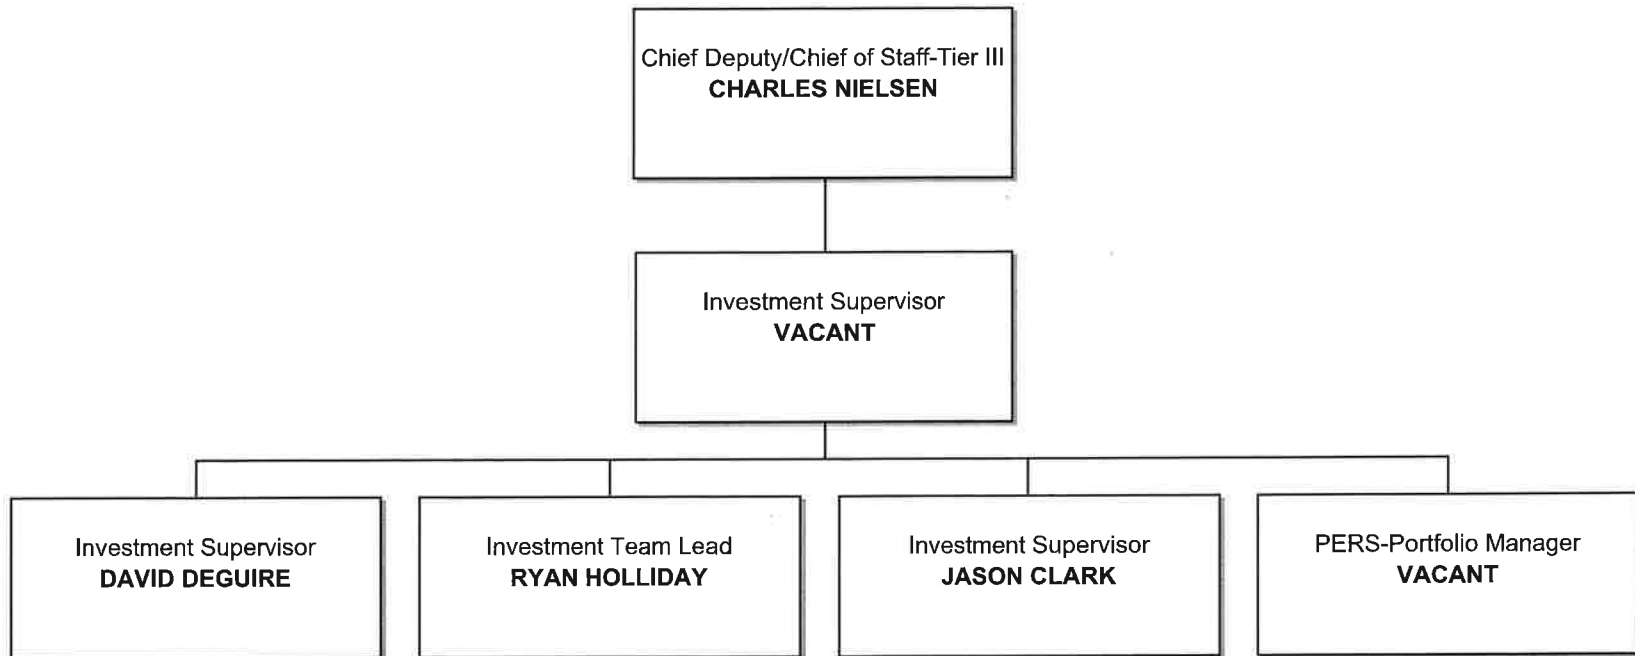 Chief Deputy/Chief of Staff-Tier III
CHARLES NIELSEN
Investment Supervisor
VACANT
Investment Supervisor
DAVID DEGUIRE
Investment Team Lead
RYAN HOLLIDAY
Investment Supervisor
JASON CLARK
PERS-Portfolio Manager
VACANT